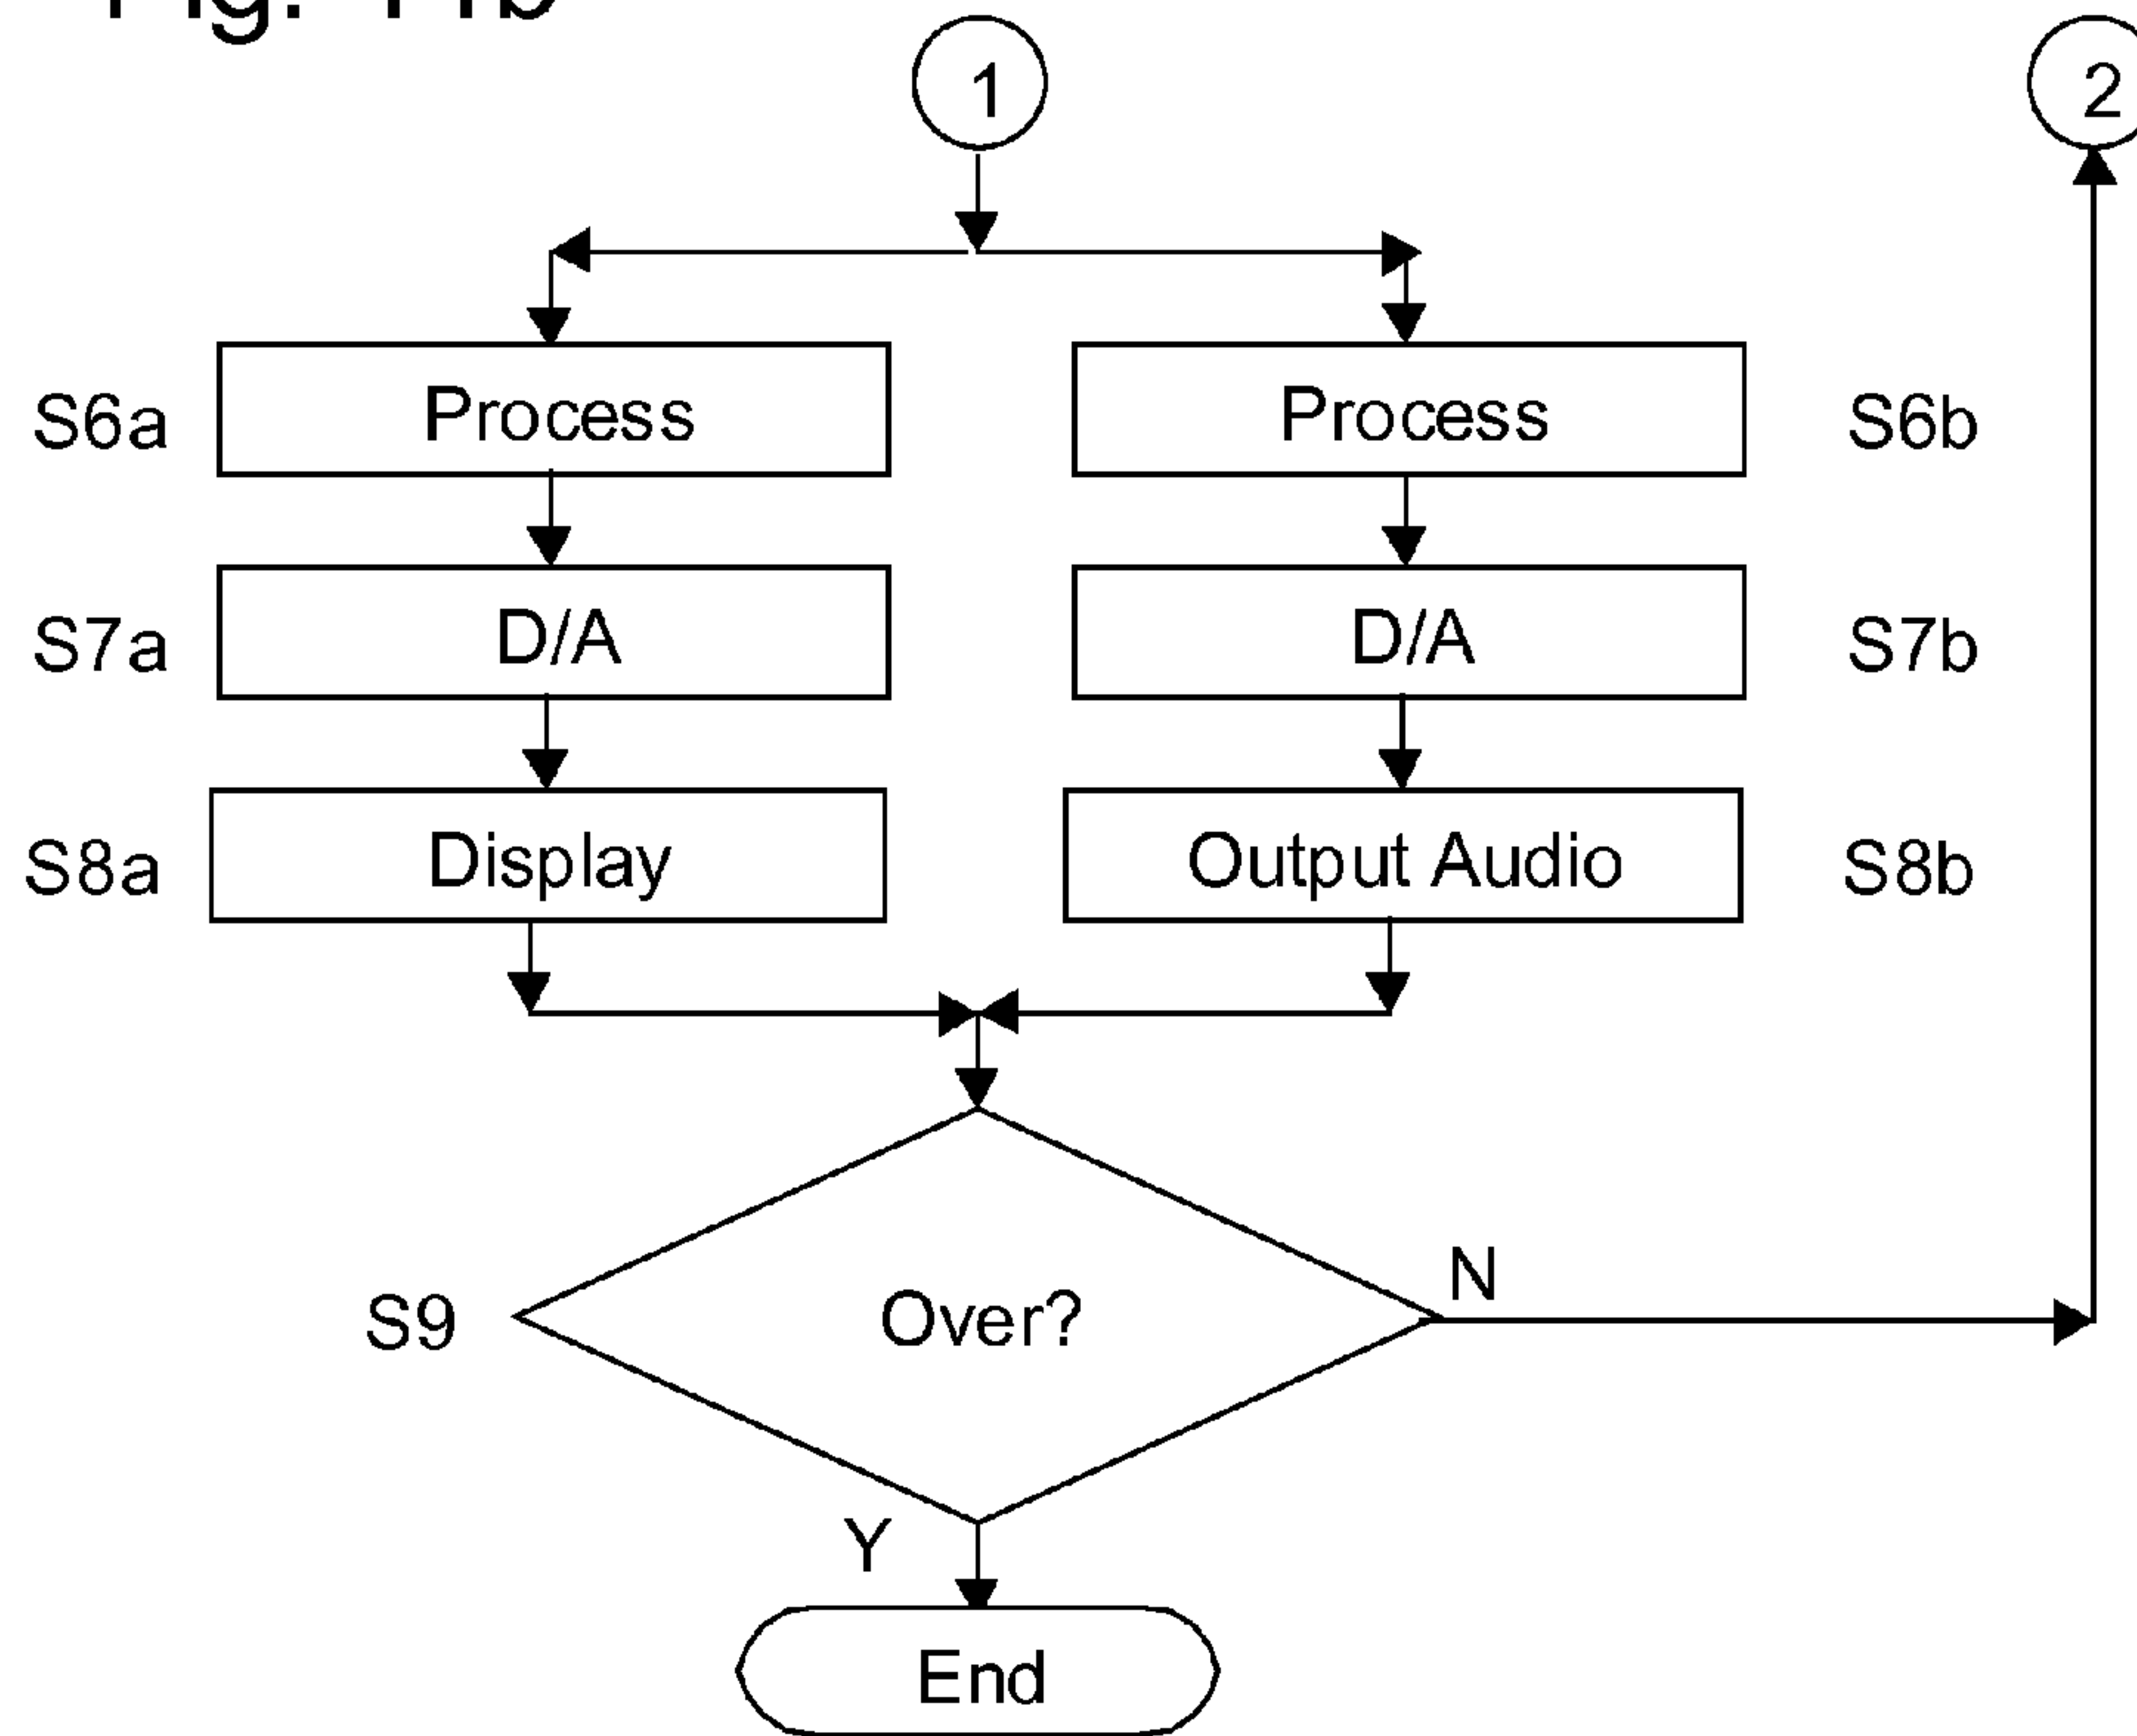 1
2
S6a
Process
Process
S6b
S7a
D/A
D/A
S7b
S8a
Display
Output Audio
S8b
S9
Over?
N
Y
End